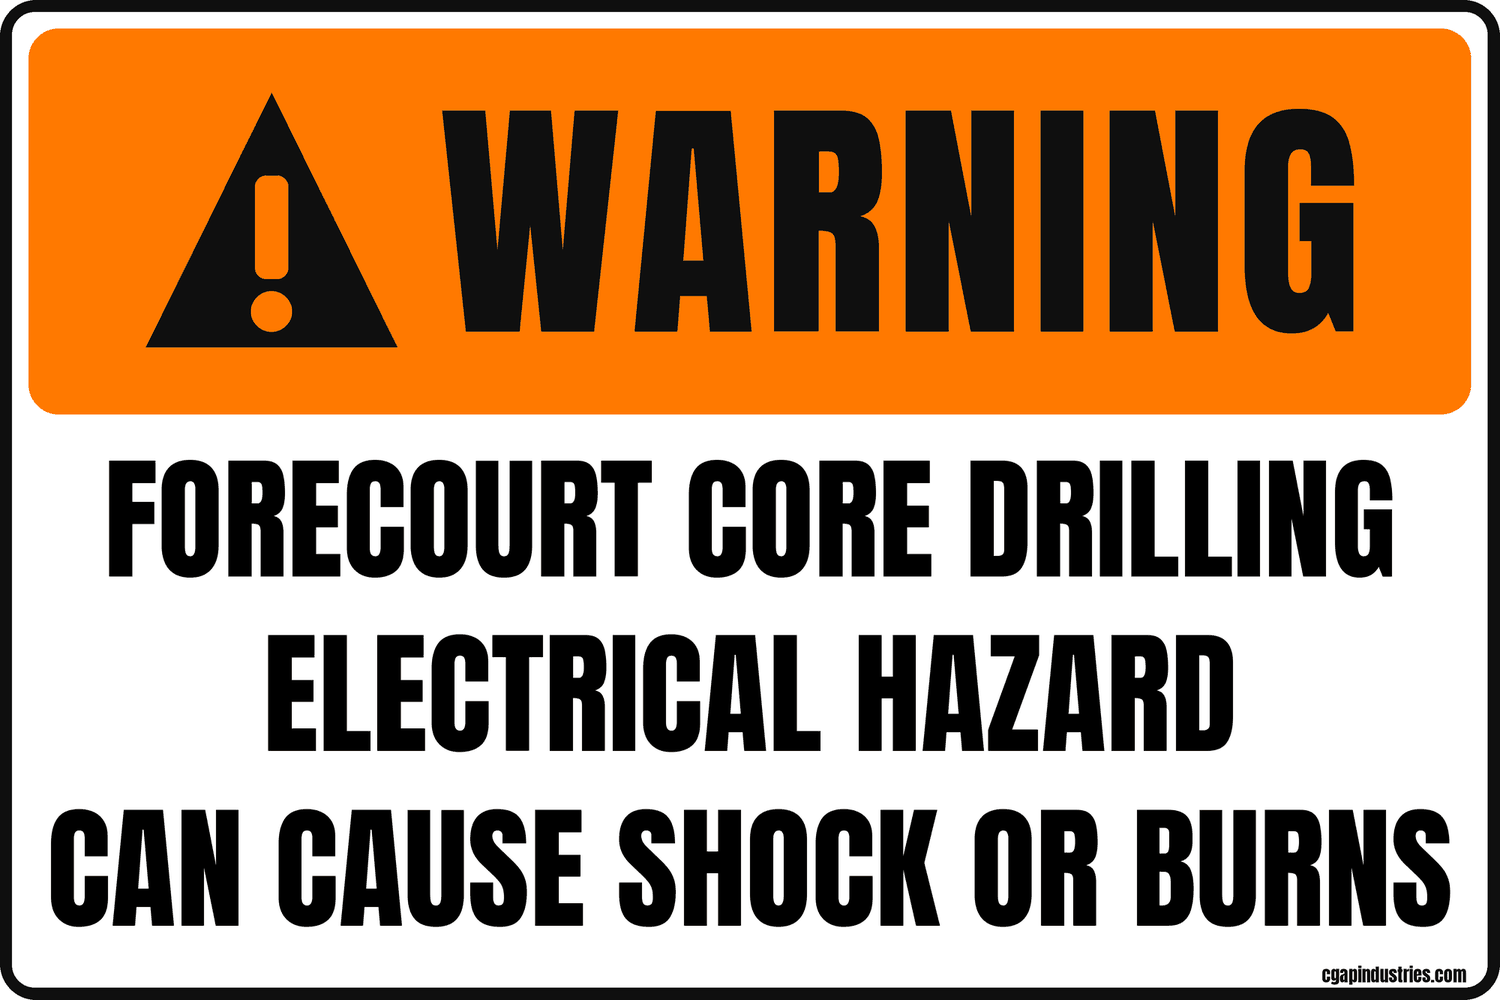 WARNING
FORECOURT CORE DRILLING
ELECTRICAL HAZARD
CAN CAUSE SHOCK OR BURNS
cgapindustries.com